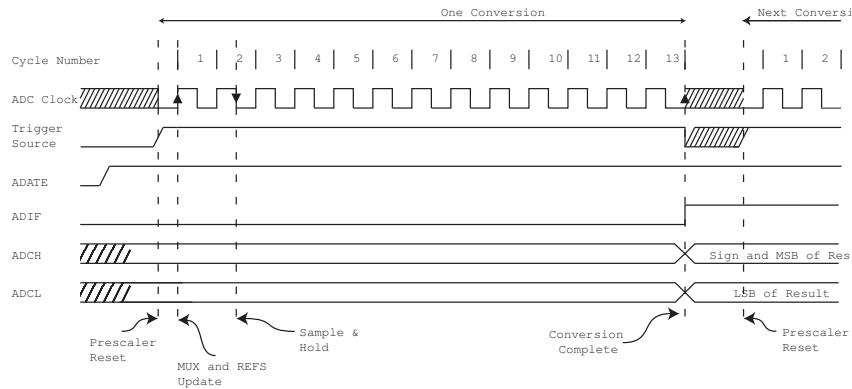 One Conversion
Next Conversi
Cycle Number 1 2 3 4 5 6 7 8 9 10 11 12 13 1 2
ADC Clock
Trigger
Source
ADATE
ADIF
ADCH
Sign and MSB of Res
ADCL
LSB of Result
Prescaler
Reset
MUX and REFS
Update
Sample &
Hold
Conversion
Complete
Prescaler
Reset